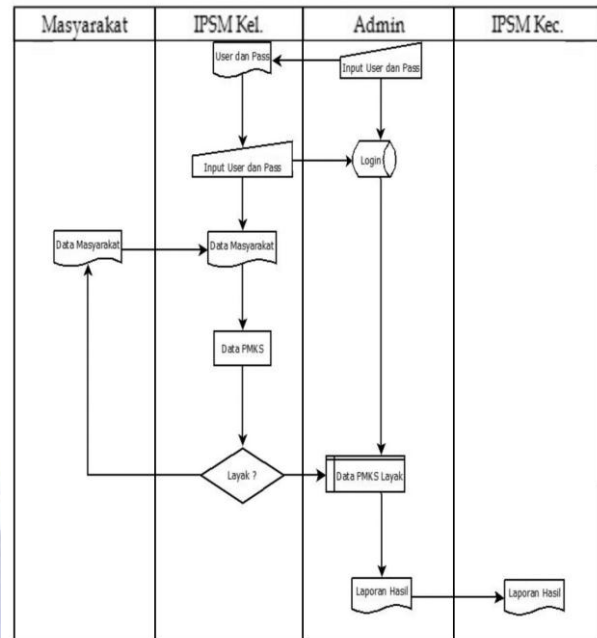 Masyarakat
IPSM Kel.
Admin
IPSM Kec.
User dan Pass
Input User dan Pass
Input User dan Pass
Login
Data Masyarakat
Data Masyarakat
Data PMKS
Layak ?
Data PMKS Layak
Laporan Hasil
Laporan Hasil